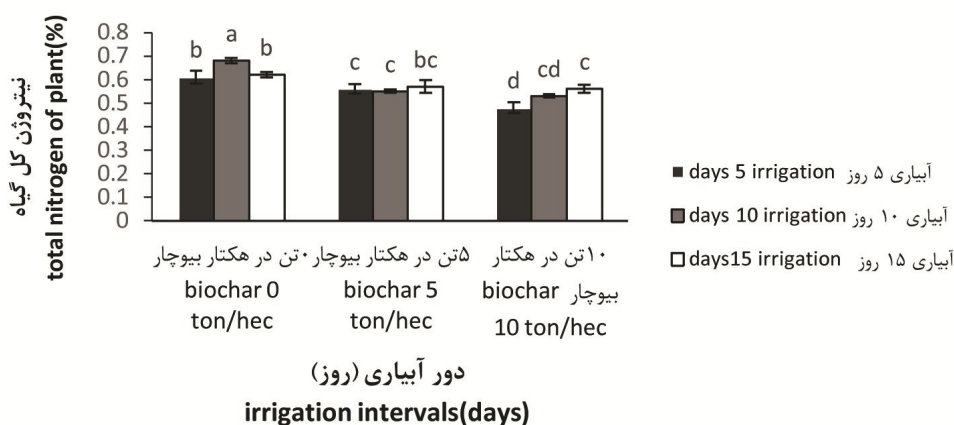 نیتروژن کل گیاه
total nitrogen of plant(%)
0.8
0.7
0.6
0.5
0.4
0.3
0.2
0.1
0
b a b
c c bc
d cd c
۰تن در هکتار بیوچار
biochar 0
ton/hec
۵تن در هکتار بیوچار
biochar 5
ton/hec
۱۰تن در هکتار
biochar بیوچار
10 ton/hec
دور آبیاری (روز)
irrigation intervals(days)
days 5 irrigation آبیاری ۵ روز
days 10 irrigation آبیاری ۱۰ روز
days15 irrigation آبیاری ۱۵ روز